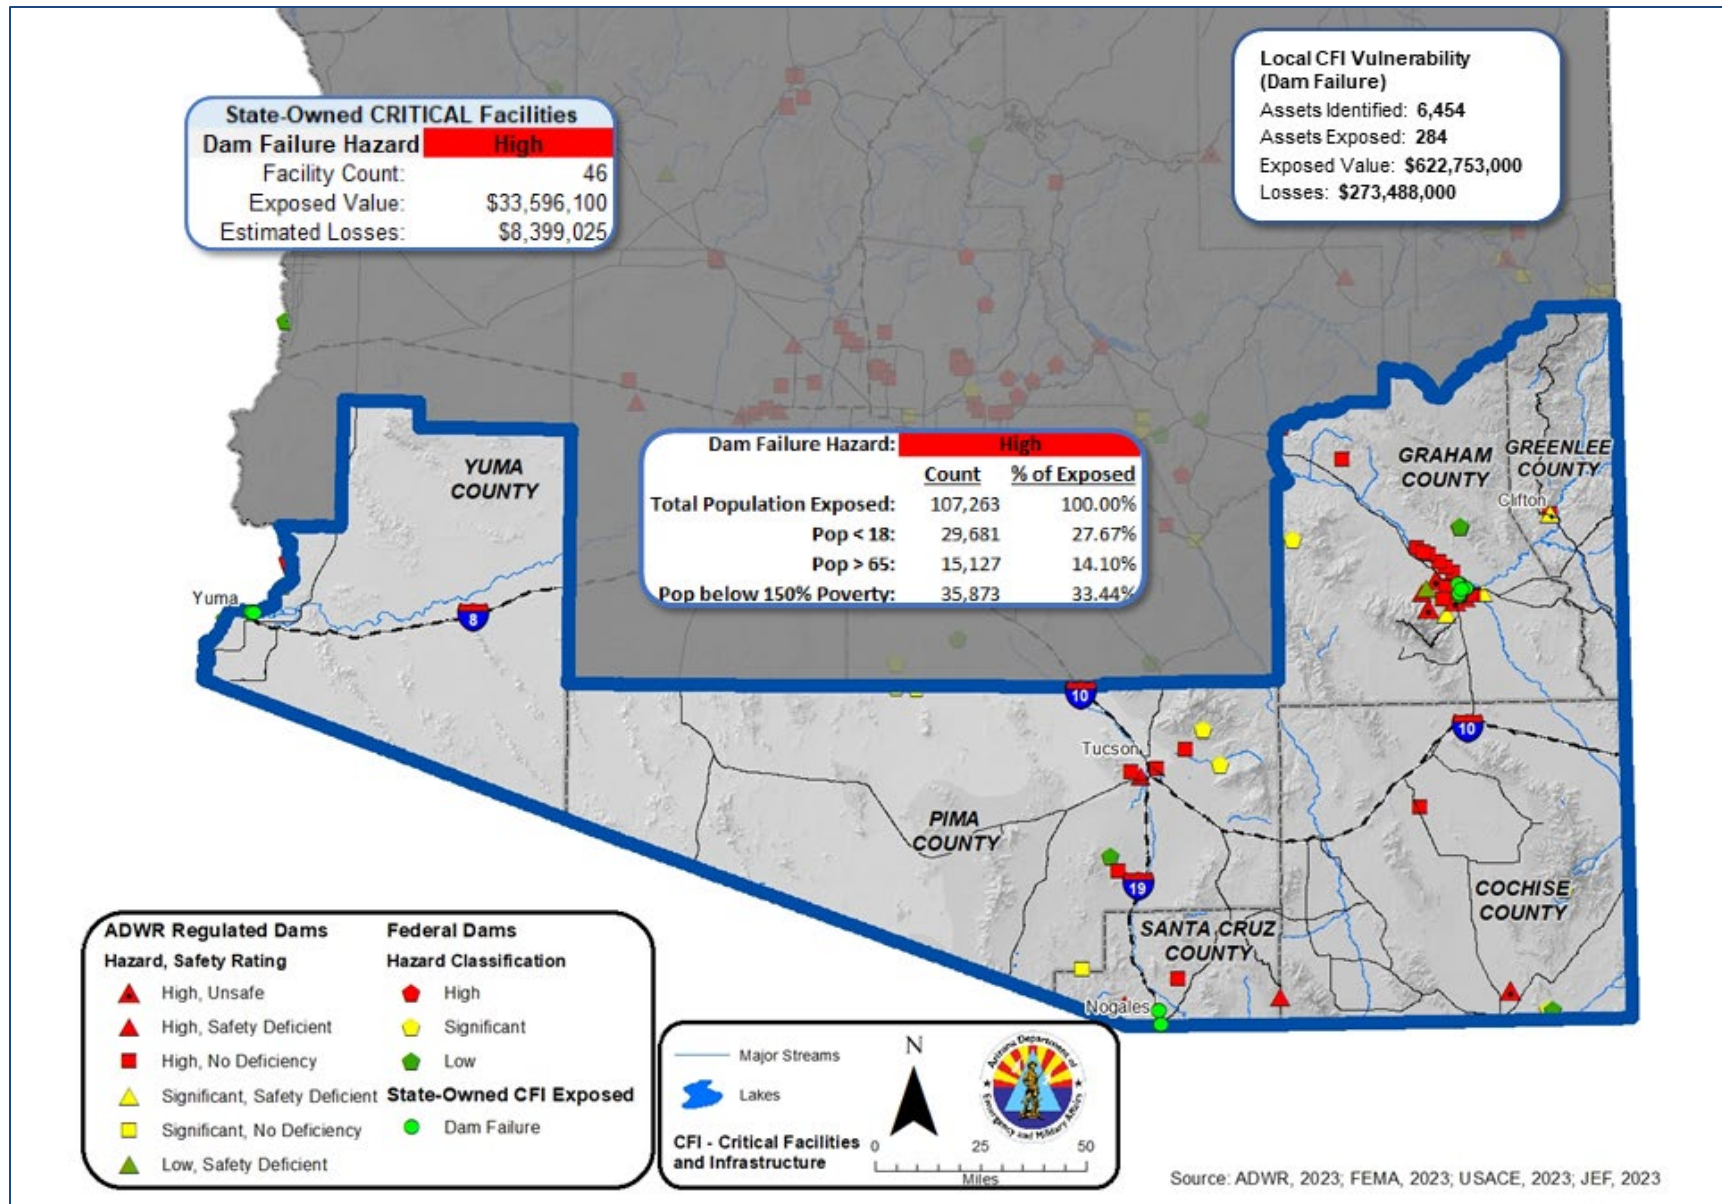 State-Owned CRITICAL Facilities
Dam Failure Hazard High
Facility Count: 46
Exposed Value: $33,596,100
Estimated Losses: $8,399,025
Local CFI Vulnerability
(Dam Failure)
Assets Identified: 6,454
Assets Exposed: 284
Exposed Value: $622,753,000
Losses: $273,488,000
Dam Failure Hazard: High
Count % of Exposed
Total Population Exposed: 107,263 100.00%
Pop < 18: 29,681 27.67%
Pop > 65: 15,127 14.10%
Pop below 150% Poverty: 35,873 33.44%
YUMA
COUNTY
GRAHAM
COUNTY
GREENLEE
COUNTY
Clifton
Yuma
8
10
10
Tucson
PIMA
COUNTY
19
COCHISE
COUNTY
SANTA CRUZ
COUNTY
Nogales
ADWR Regulated Dams
Hazard, Safety Rating
High, Unsafe
High, Safety Deficient
High, No Deficiency
Significant, Safety Deficient
Significant, No Deficiency
Low, Safety Deficient
Federal Dams
Hazard Classification
High
Significant
Low
State-Owned CFI Exposed
Dam Failure
Major Streams
Lakes
CFI - Critical Facilities
and Infrastructure
N
0 25 50
Miles
Arizona Department of
Emergency and Military Affairs
Source: ADWR, 2023; FEMA, 2023; USACE, 2023; JEF, 2023